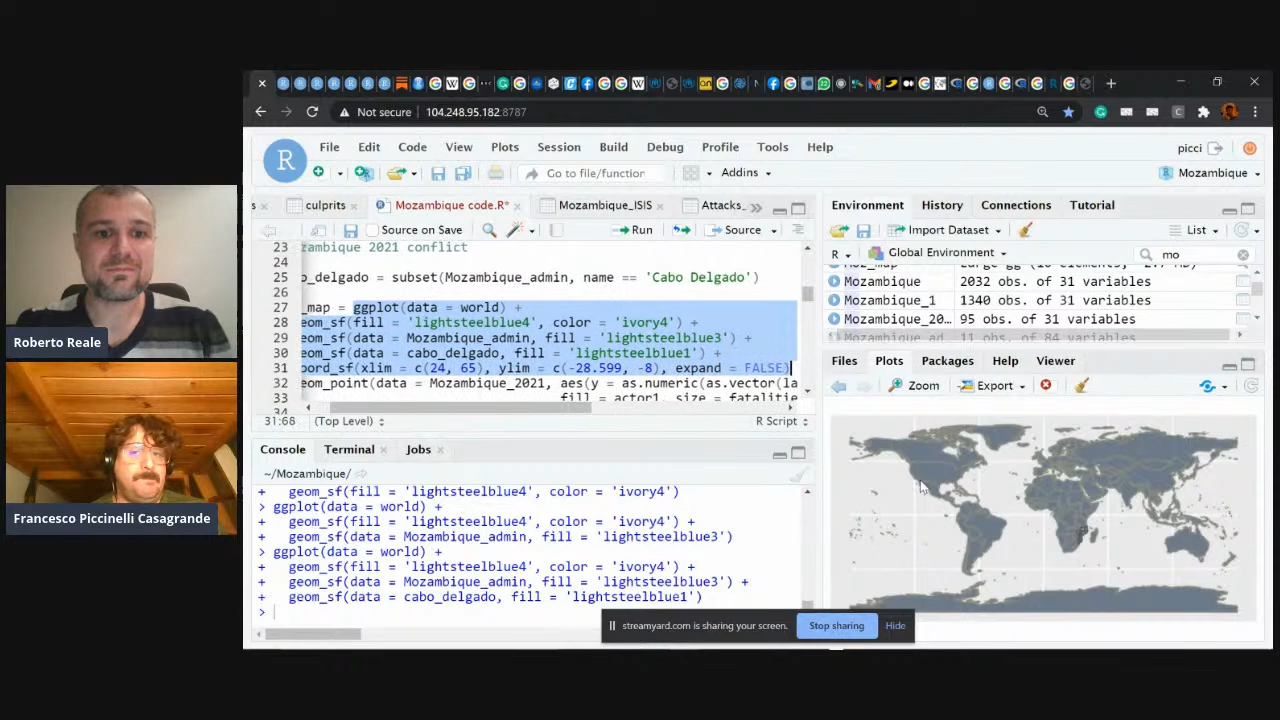 Not secure
104.248.95.182:8787
R
File Edit Code View Plots Session Build Debug Profile Tools Help
picci
Go to file/function
Addins
Mozambique
culprits
Mozambique code.R*
Mozambique_ISIS
Attacks_
Source on Save
Run
Source
23 zambique 2021 conflict
24
25 o_delgado = subset(Mozambique_admin, name == 'Cabo Delgado')
26
27 _map = ggplot(data = world) +
28 eom_sf(fill = 'lightsteelblue4', color = 'ivory4') +
29 eom_sf(data = Mozambique_admin, fill = 'lightsteelblue3') +
30 eom_sf(data = cabo_delgado, fill = 'lightsteelblue1') +
31 oord_sf(xlim = c(24, 65), ylim = c(-28.599, -8), expand = FALSE)
32 eom_point(data = Mozambique_2021, aes(y = as.numeric(as.vector(la
33 fill = actor1, size = fatalitie
34
31:68 (Top Level) R Script
Console Terminal Jobs
~/Mozambique/
+ geom_sf(fill = 'lightsteelblue4', color = 'ivory4')
> ggplot(data = world) +
+ geom_sf(fill = 'lightsteelblue4', color = 'ivory4') +
+ geom_sf(data = Mozambique_admin, fill = 'lightsteelblue3')
> ggplot(data = world) +
+ geom_sf(fill = 'lightsteelblue4', color = 'ivory4') +
+ geom_sf(data = Mozambique_admin, fill = 'lightsteelblue3') +
+ geom_sf(data = cabo_delgado, fill = 'lightsteelblue1')
>
Environment History Connections Tutorial
Import Dataset
List
R
Global Environment
mo
Mozambique 2032 obs. of 31 variables
Mozambique_1 1340 obs. of 31 variables
Mozambique_20… 95 obs. of 31 variables
Files Plots Packages Help Viewer
Zoom
Export
streamyard.com is sharing your screen.
Stop sharing
Hide
Roberto Reale
Francesco Piccinelli Casagrande